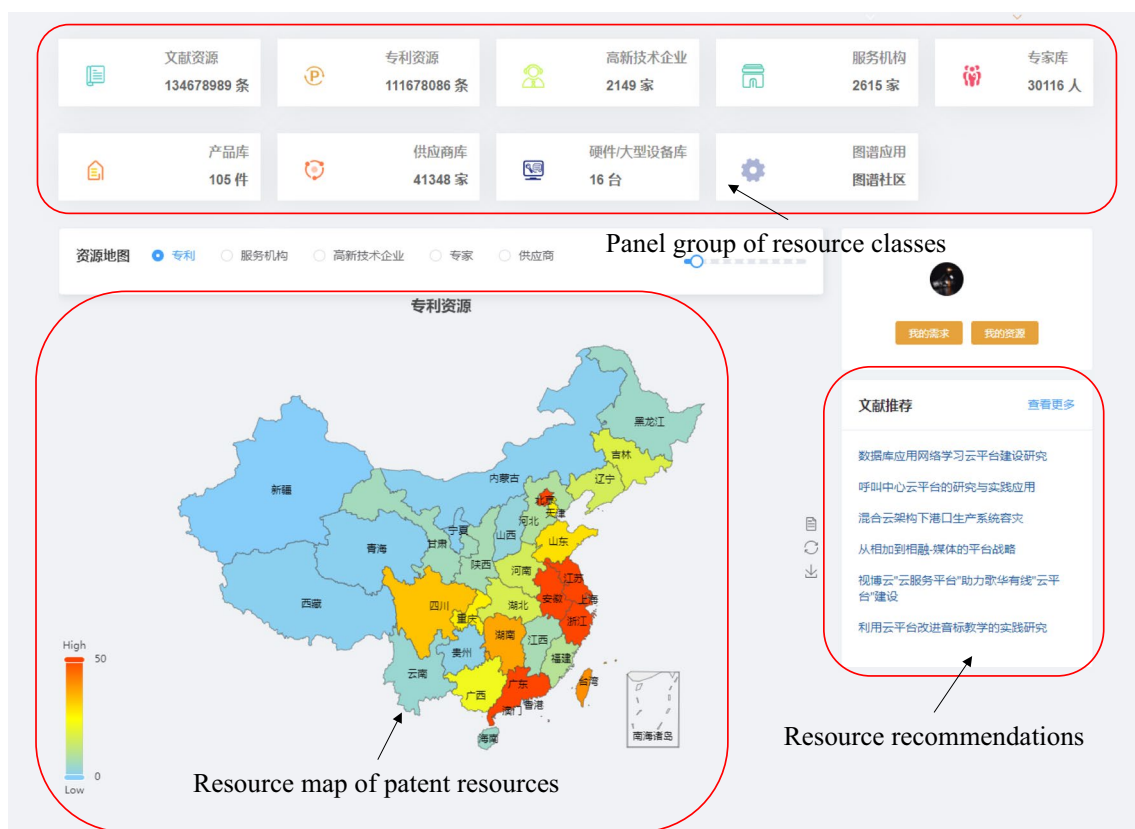 文献资源
134678989 条
专利资源
111678086 条
高新技术企业
2149 家
服务机构
2615 家
专家库
30116 人
产品库
105 件
供应商库
41348 家
硬件/大型设备库
16 台
图谱应用
图谱社区
Panel group of resource classes
资源地图 专利 服务机构 高新技术企业 专家 供应商
专利资源
我的需求 我的资源
文献推荐 查看更多
数据库应用网络学习云平台建设研究
呼叫中心云平台的研究与实践应用
混合云架构下港口生产系统容灾
从相加到相融-媒体的平台战略
视博云"云服务平台"助力歌华有线"云平
台"建设
利用云平台改进音标教学的实践研究
Resource recommendations
黑龙江
吉林
辽宁
内蒙古
新疆
北京
天津
河北
宁夏
山西
山东
青海
甘肃
陕西
河南
江苏
西藏
四川
湖北
安徽
上海
重庆
浙江
湖南
江西
贵州
福建
云南
广西
广东
台湾
香港
澳门
海南
南海诸岛
High
50
0
Low
Resource map of patent resources